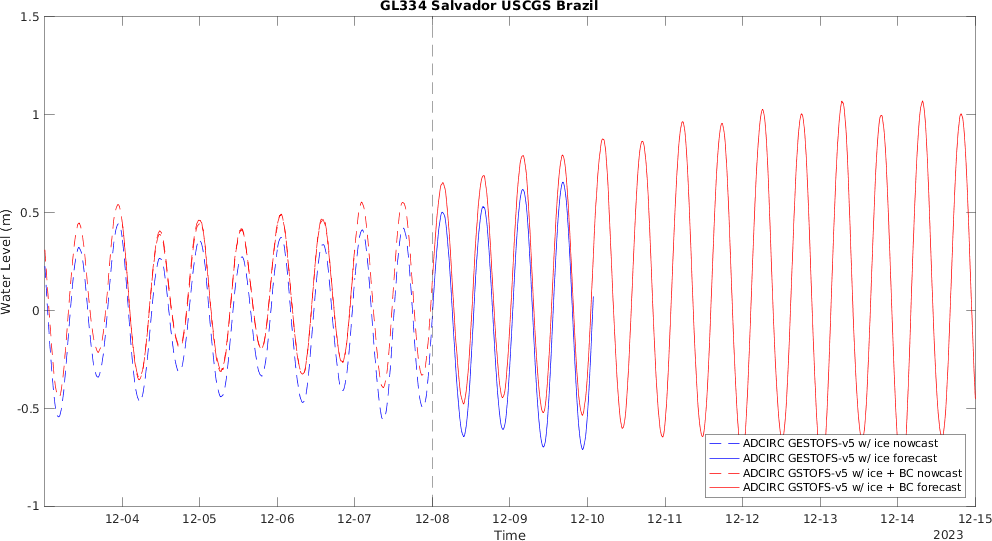 GL334 Salvador USCGS Brazil
1.5
1
0.5
0
-0.5
-1
Water Level (m)
ADCIRC GESTOFS-v5 w/ ice nowcast
ADCIRC GESTOFS-v5 w/ ice forecast
ADCIRC GSTOFS-v5 w/ ice + BC nowcast
ADCIRC GSTOFS-v5 w/ ice + BC forecast
12-04 12-05 12-06 12-07 12-08 12-09 12-10 12-11 12-12 12-13 12-14 12-15
Time
2023